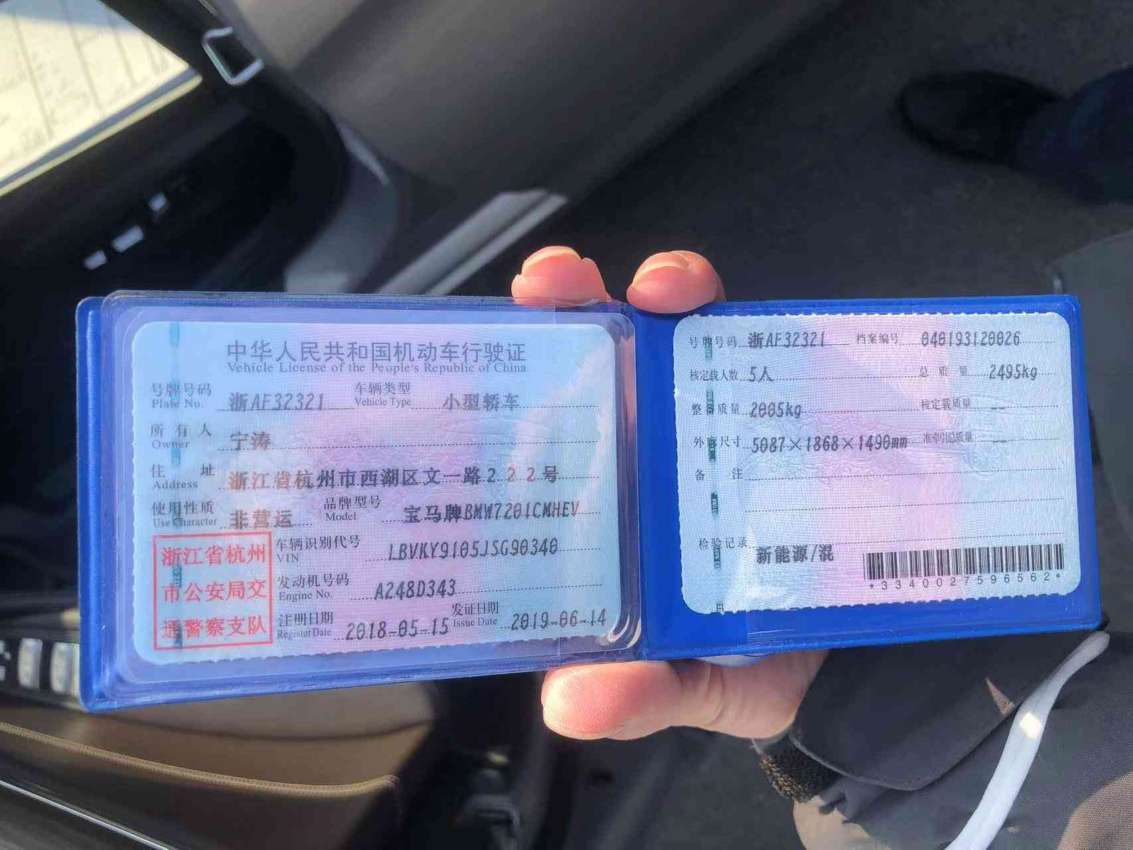 中华人民共和国机动车行驶证
Vehicle License of the People's Republic of China
号牌号码 浙AF32321 车辆类型 小型轿车
Plate No. Vehicle Type
所有人 宁涛
Owner
住址 浙江省杭州市西湖区文一路222号
Address
使用性质 非营运 品牌型号 宝马牌BMW7201CMHEV
Use Character Model
浙江省杭州
市公安局交
通警察支队
车辆识别代号 LBVKY9105JSG90340
VIN
发动机号码 A248D343
Engine No.
注册日期 2018-05-15 发证日期 2019-06-14
Register Date Issue Date
号牌号码 浙AF32321 档案编号 040193120026
核定载人数 5人 总质量 2495kg
整备质量 2005kg 核定载质量 --
外廓尺寸 5087×1868×1490mm 准牵引总质量 --
备注
检验记录 新能源/混
*3340027596562*